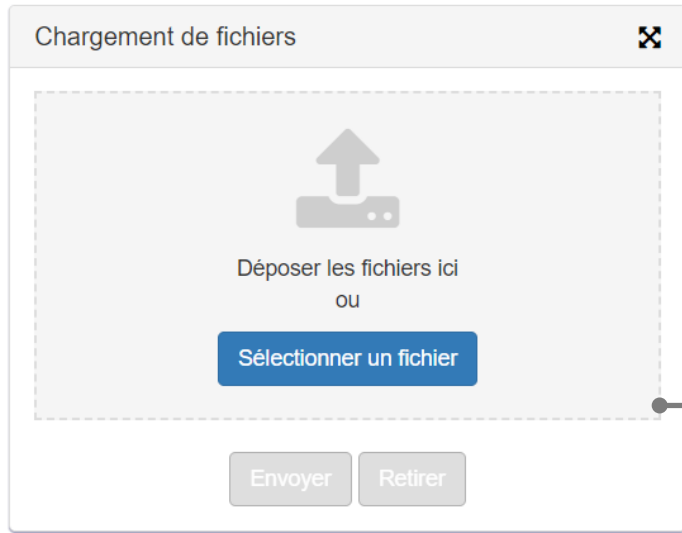 Chargement de fichiers
Déposer les fichiers ici
ou
Sélectionner un fichier
Envoyer Retirer